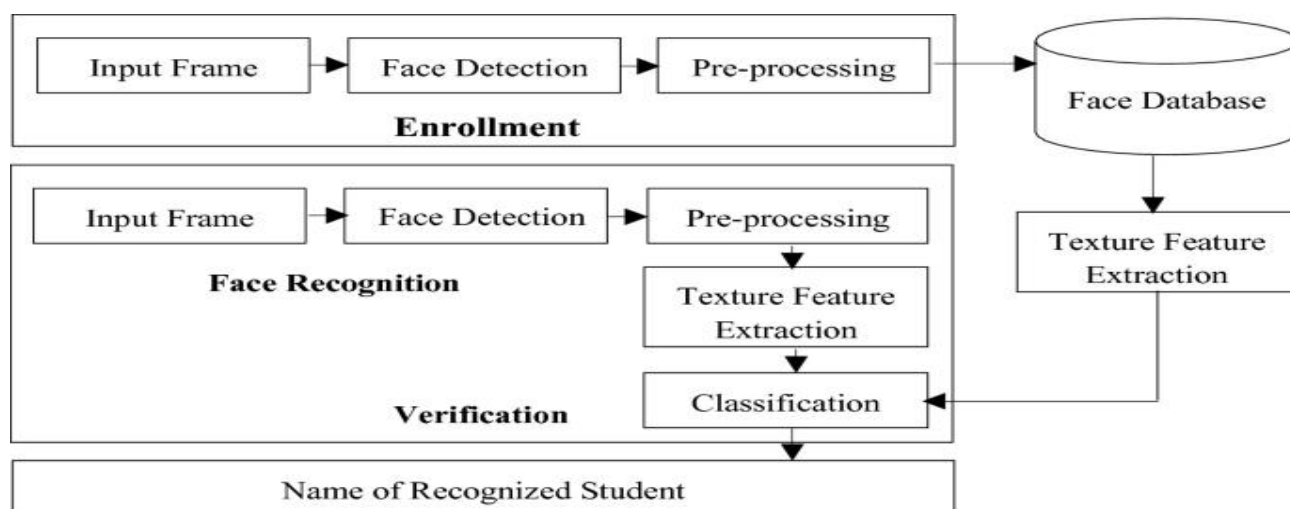 Input Frame
Face Detection
Pre-processing
Enrollment
Face Database
Input Frame
Face Detection
Pre-processing
Face Recognition
Texture Feature
Extraction
Verification
Classification
Texture Feature
Extraction
Name of Recognized Student